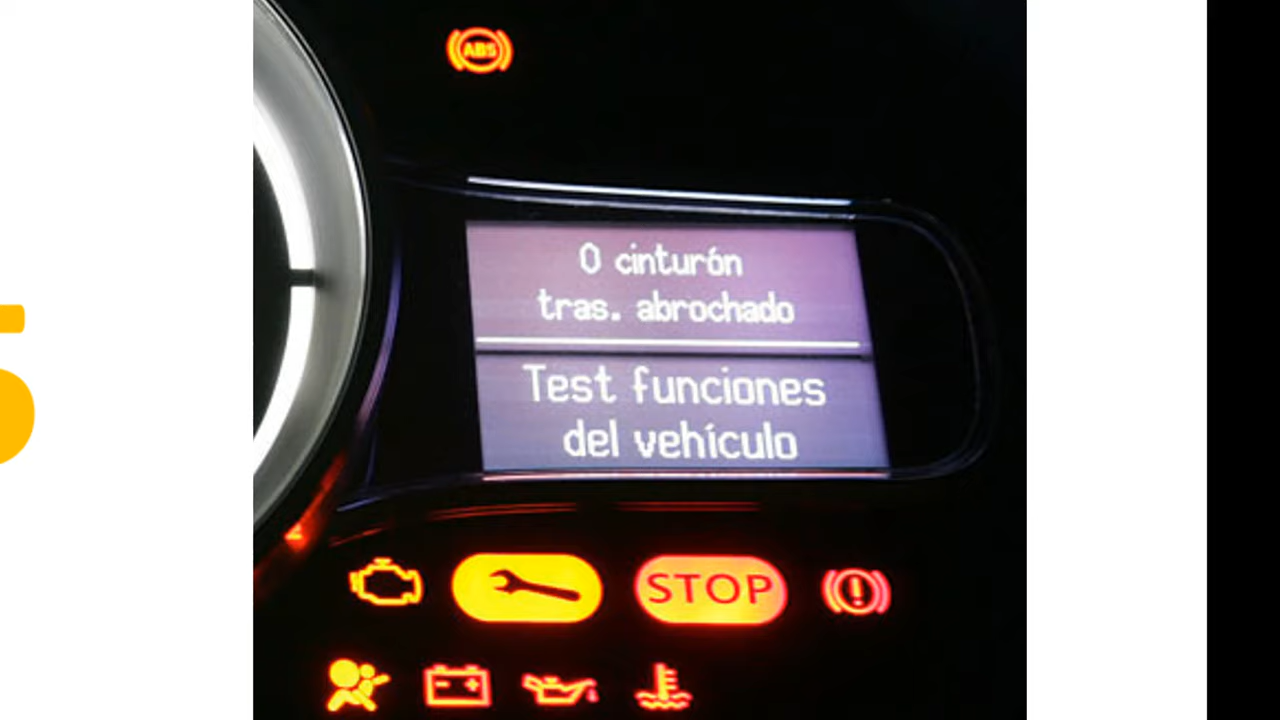 ABS
0 cinturón
tras. abrochado
Test funciones
del vehículo
STOP